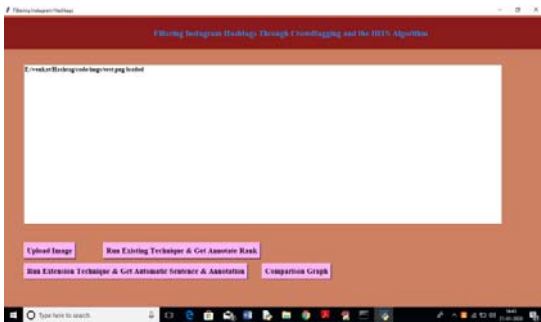 Filtering Instagram Hashtags
Filtering Instagram Hashtags Through Crowdtagging and the HITS Algorithm
E:/venkat/Hashtag/code/imgs/test.png loaded
Upload Image
Run Existing Technique & Get Annotate Rank
Run Extension Technique & Get Automatic Sentence & Annotation
Comparison Graph
Type here to search